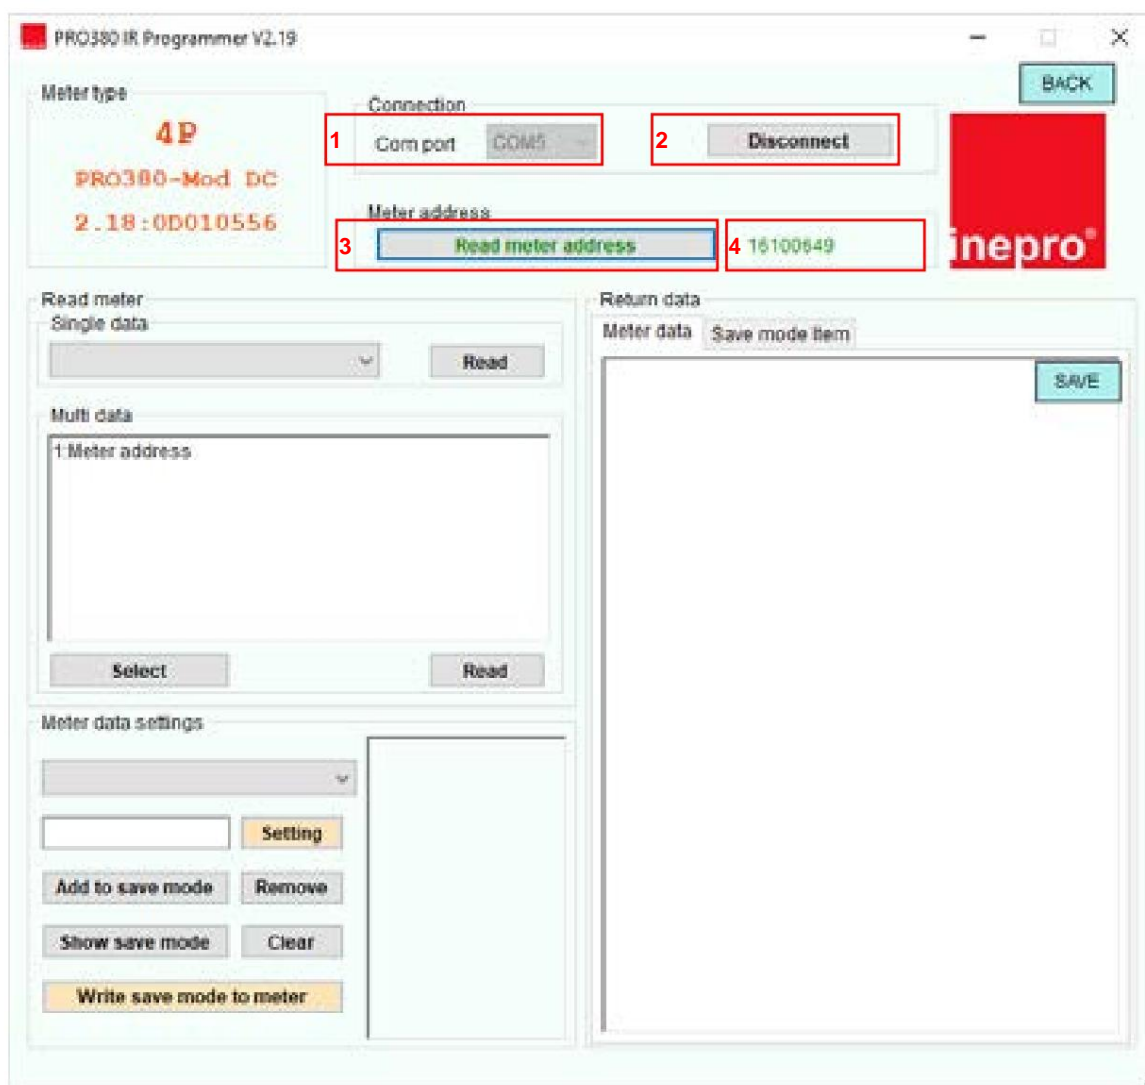 PRO380 IR Programmer V2.19
BACK
Meter type
4P
PRO380-Mod DC
2.18:0D010556
Connection
1 Com port COM5
2 Disconnect
Meter address
3 Read meter address
4 16100649
inepro®
Read meter
Single data
Read
Multi data
1:Meter address
Select Read
Return data
Meter data Save mode item
SAVE
Meter data settings
Setting
Add to save mode Remove
Show save mode Clear
Write save mode to meter